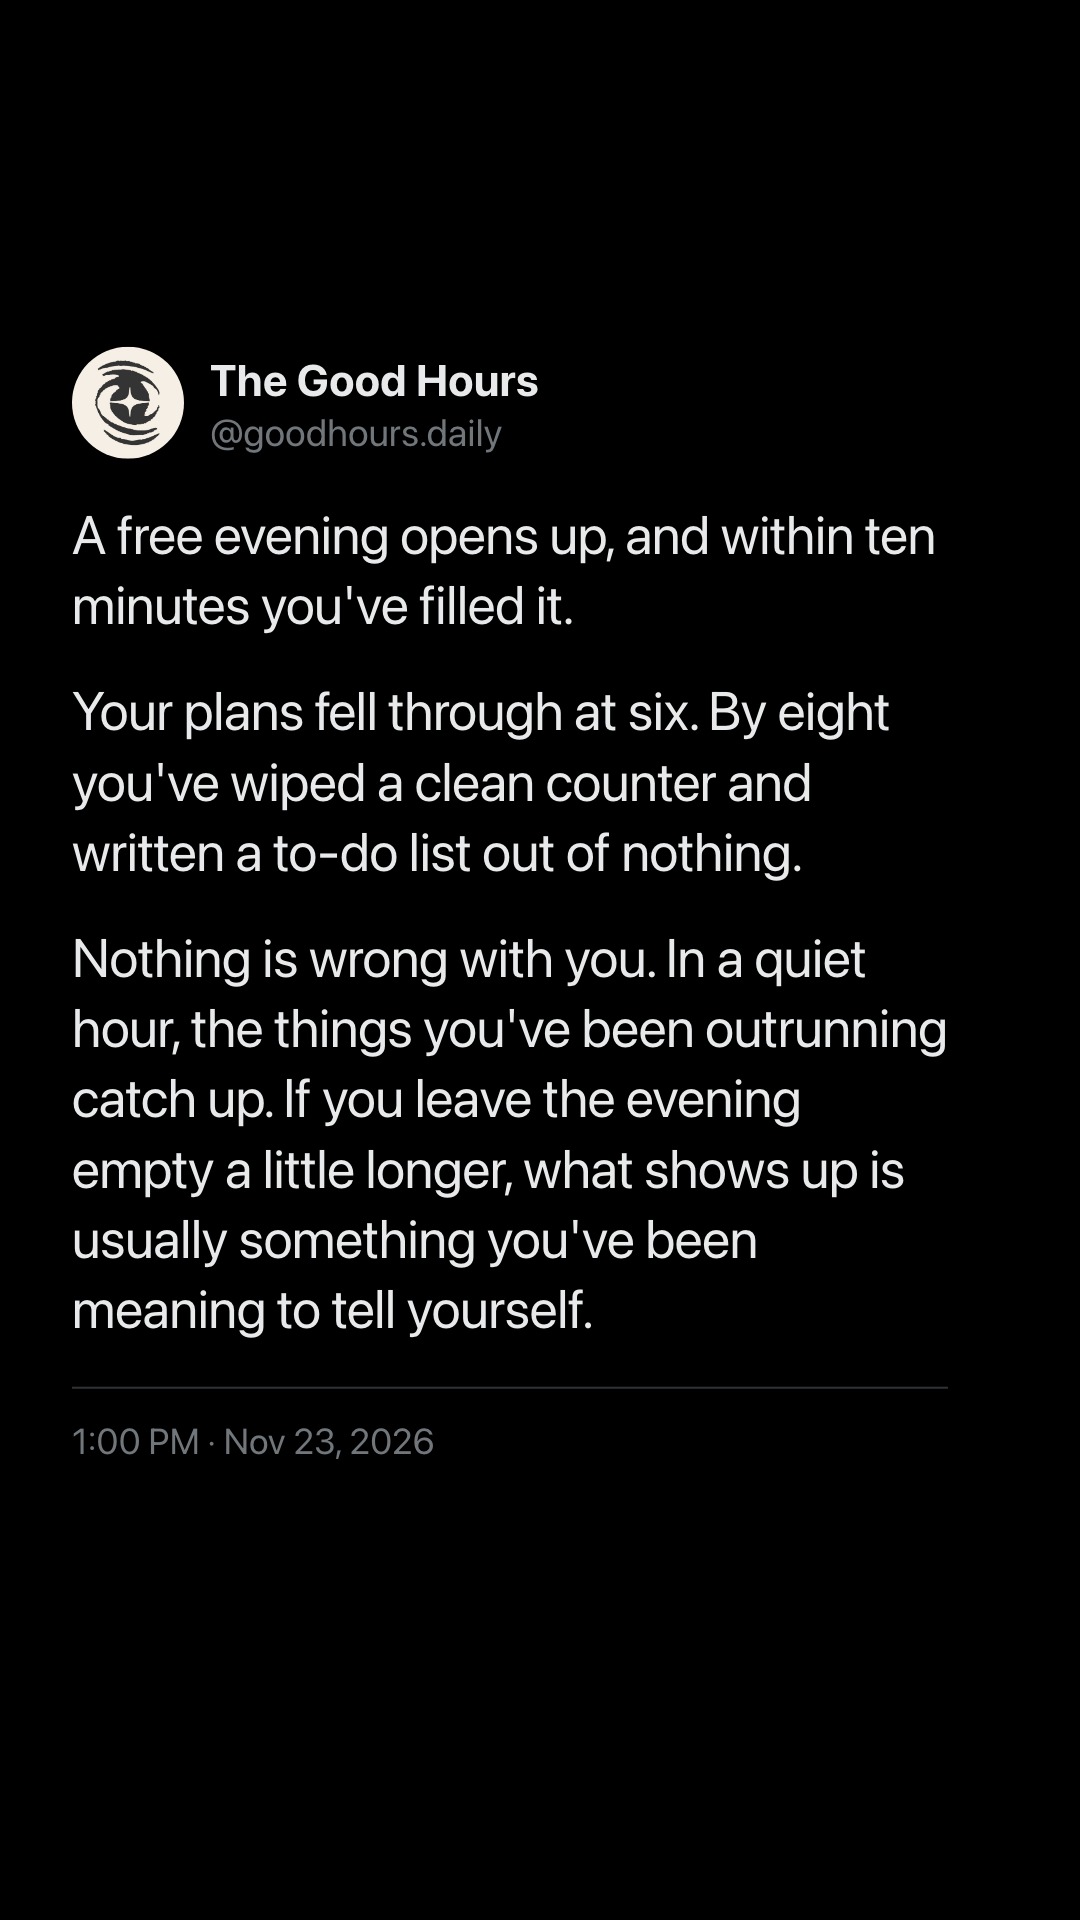 The Good Hours
@goodhours.daily
A free evening opens up, and within ten
minutes you've filled it.
Your plans fell through at six. By eight
you've wiped a clean counter and
written a to-do list out of nothing.
Nothing is wrong with you. In a quiet
hour, the things you've been outrunning
catch up. If you leave the evening
empty a little longer, what shows up is
usually something you've been
meaning to tell yourself.
1:00 PM · Nov 23, 2026